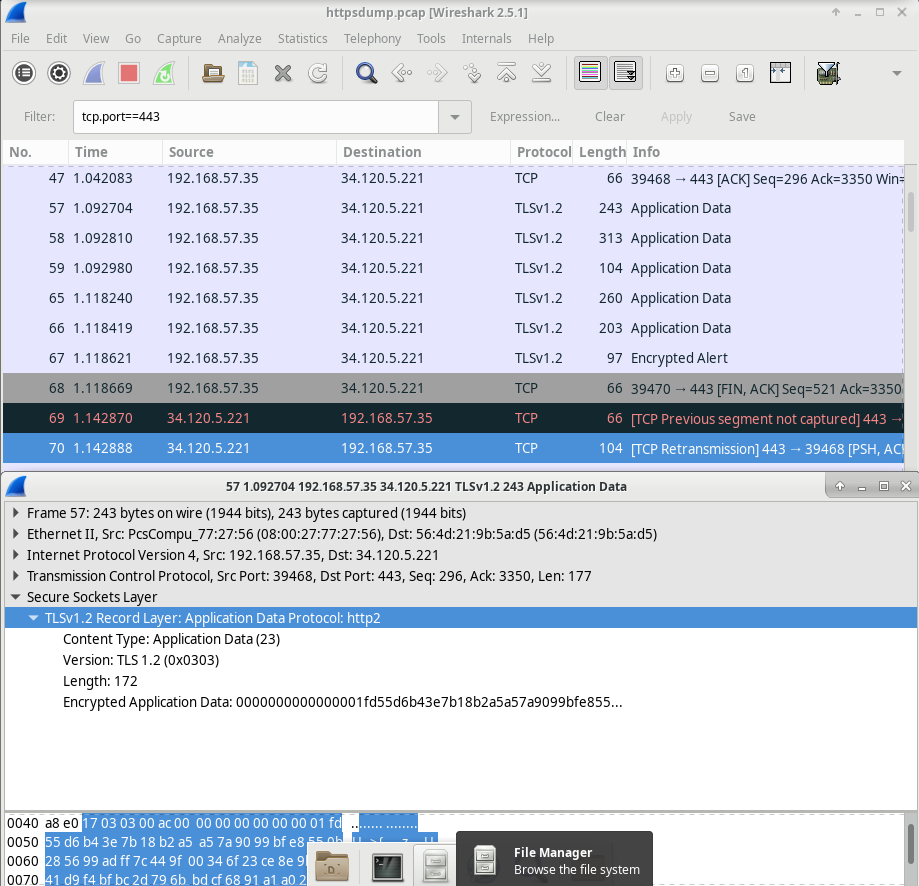 httpsdump.pcap [Wireshark 2.5.1]
File Edit View Go Capture Analyze Statistics Telephony Tools Internals Help
Filter: tcp.port==443 Expression... Clear Apply Save
No. Time Source Destination Protocol Length Info
47 1.042083 192.168.57.35 34.120.5.221 TCP 66 39468 → 443 [ACK] Seq=296 Ack=3350 Win=
57 1.092704 192.168.57.35 34.120.5.221 TLSv1.2 243 Application Data
58 1.092810 192.168.57.35 34.120.5.221 TLSv1.2 313 Application Data
59 1.092980 192.168.57.35 34.120.5.221 TLSv1.2 104 Application Data
65 1.118240 192.168.57.35 34.120.5.221 TLSv1.2 260 Application Data
66 1.118419 192.168.57.35 34.120.5.221 TLSv1.2 203 Application Data
67 1.118621 192.168.57.35 34.120.5.221 TLSv1.2 97 Encrypted Alert
68 1.118669 192.168.57.35 34.120.5.221 TCP 66 39470 → 443 [FIN, ACK] Seq=521 Ack=3350
69 1.142870 34.120.5.221 192.168.57.35 TCP 66 [TCP Previous segment not captured] 443 →
70 1.142888 34.120.5.221 192.168.57.35 TCP 104 [TCP Retransmission] 443 → 39468 [PSH, AC
57 1.092704 192.168.57.35 34.120.5.221 TLSv1.2 243 Application Data
Frame 57: 243 bytes on wire (1944 bits), 243 bytes captured (1944 bits)
Ethernet II, Src: PcsCompu_77:27:56 (08:00:27:77:27:56), Dst: 56:4d:21:9b:5a:d5 (56:4d:21:9b:5a:d5)
Internet Protocol Version 4, Src: 192.168.57.35, Dst: 34.120.5.221
Transmission Control Protocol, Src Port: 39468, Dst Port: 443, Seq: 296, Ack: 3350, Len: 177
Secure Sockets Layer
TLSv1.2 Record Layer: Application Data Protocol: http2
Content Type: Application Data (23)
Version: TLS 1.2 (0x0303)
Length: 172
Encrypted Application Data: 0000000000000001fd55d6b43e7b18b2a5a57a9099bfe855...
0040 a8 e0 17 03 03 00 ac 00 00 00 00 00 00 00 01 fd ........ ........
0050 55 d6 b4 3e 7b 18 b2 a5 a5 7a 90 99 bf e8
0060 28 56 99 ad ff 7c 44 9f 00 34 6f 23 ce 8e
0070 41 d9 f4 bf bc 2d 79 6b bd cf 68 91 a1 a0
File Manager
Browse the file system